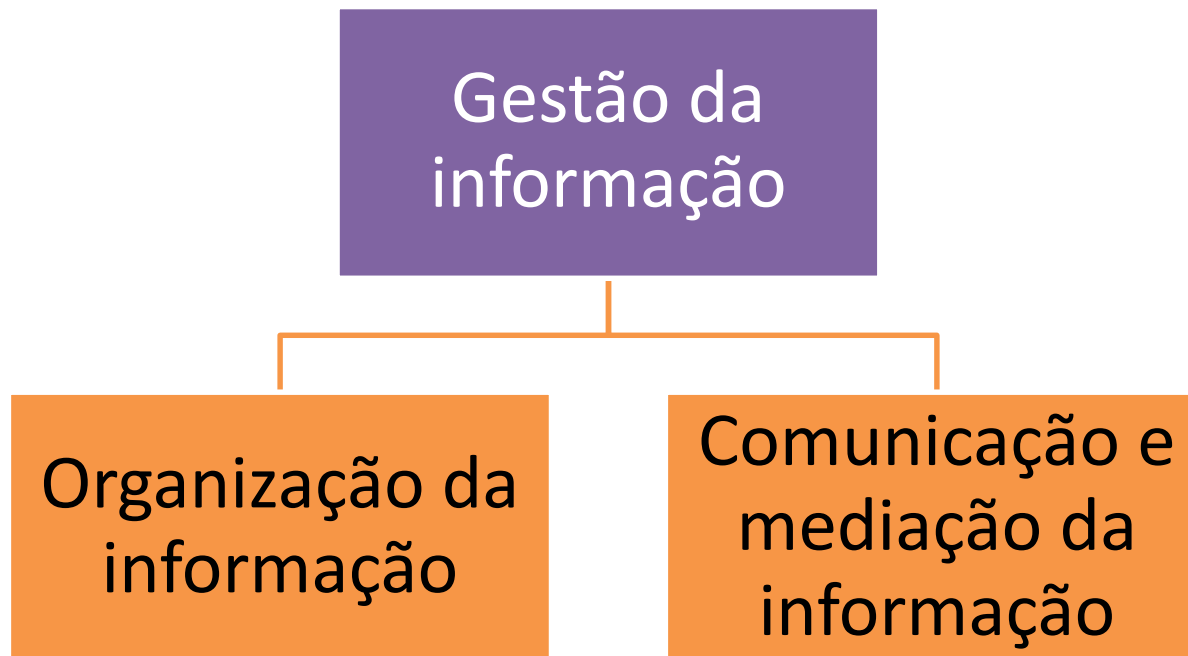 Gestão da
informação
Organização da
informação
Comunicação e
mediação da
informação